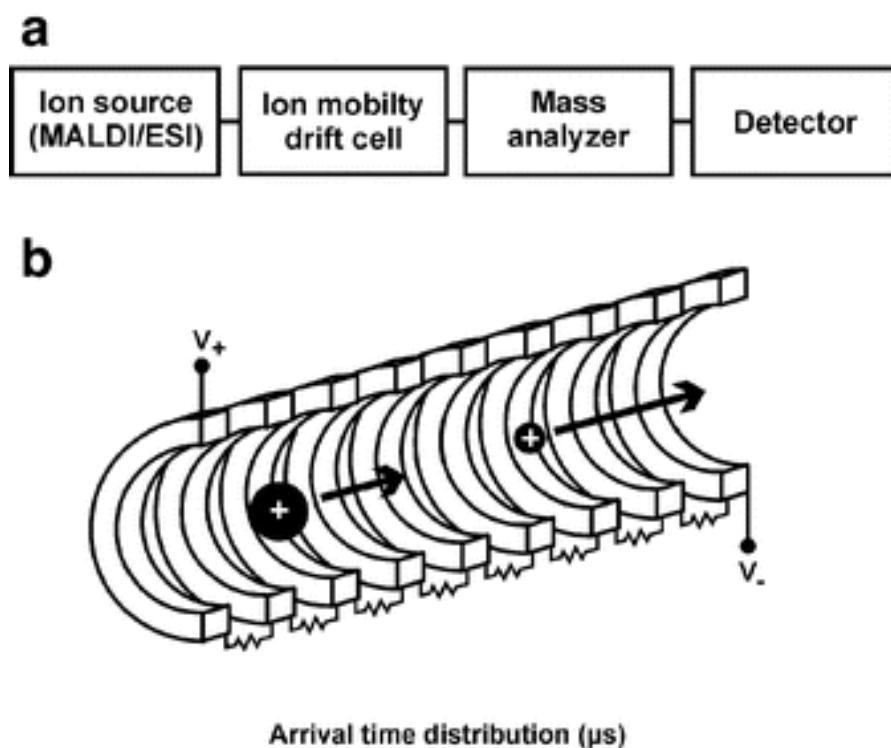 a
Ion source
(MALDI/ESI)
Ion mobilty
drift cell
Mass
analyzer
Detector
b
V+
+
+
V-
Arrival time distribution (µs)